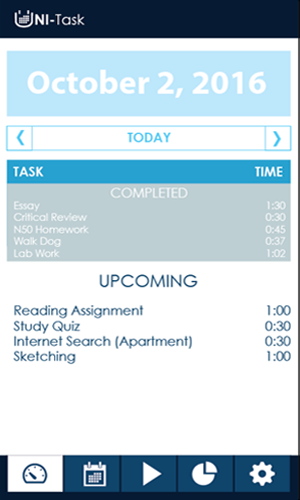 UNI-Task
October 2, 2016
TODAY
TASK TIME
COMPLETED
Essay 1:30
Critical Review 0:30
N50 Homework 0:45
Walk Dog 0:37
Lab Work 1:02
UPCOMING
Reading Assignment 1:00
Study Quiz 0:30
Internet Search (Apartment) 0:30
Sketching 1:00